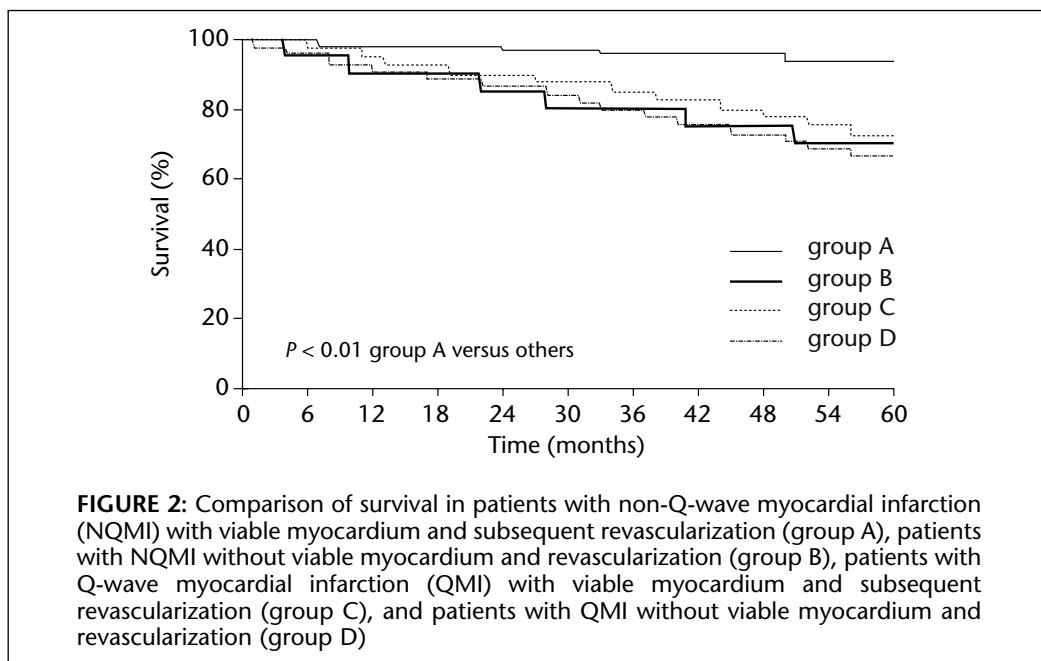 100
80
60
40
20
0
Survival (%)
group A
group B
group C
group D
P < 0.01 group A versus others
0 6 12 18 24 30 36 42 48 54 60
Time (months)
FIGURE 2: Comparison of survival in patients with non-Q-wave myocardial infarction
(NQMI) with viable myocardium and subsequent revascularization (group A), patients
with NQMI without viable myocardium and revascularization (group B), patients with
Q-wave myocardial infarction (QMI) with viable myocardium and subsequent
revascularization (group C), and patients with QMI without viable myocardium and
revascularization (group D)